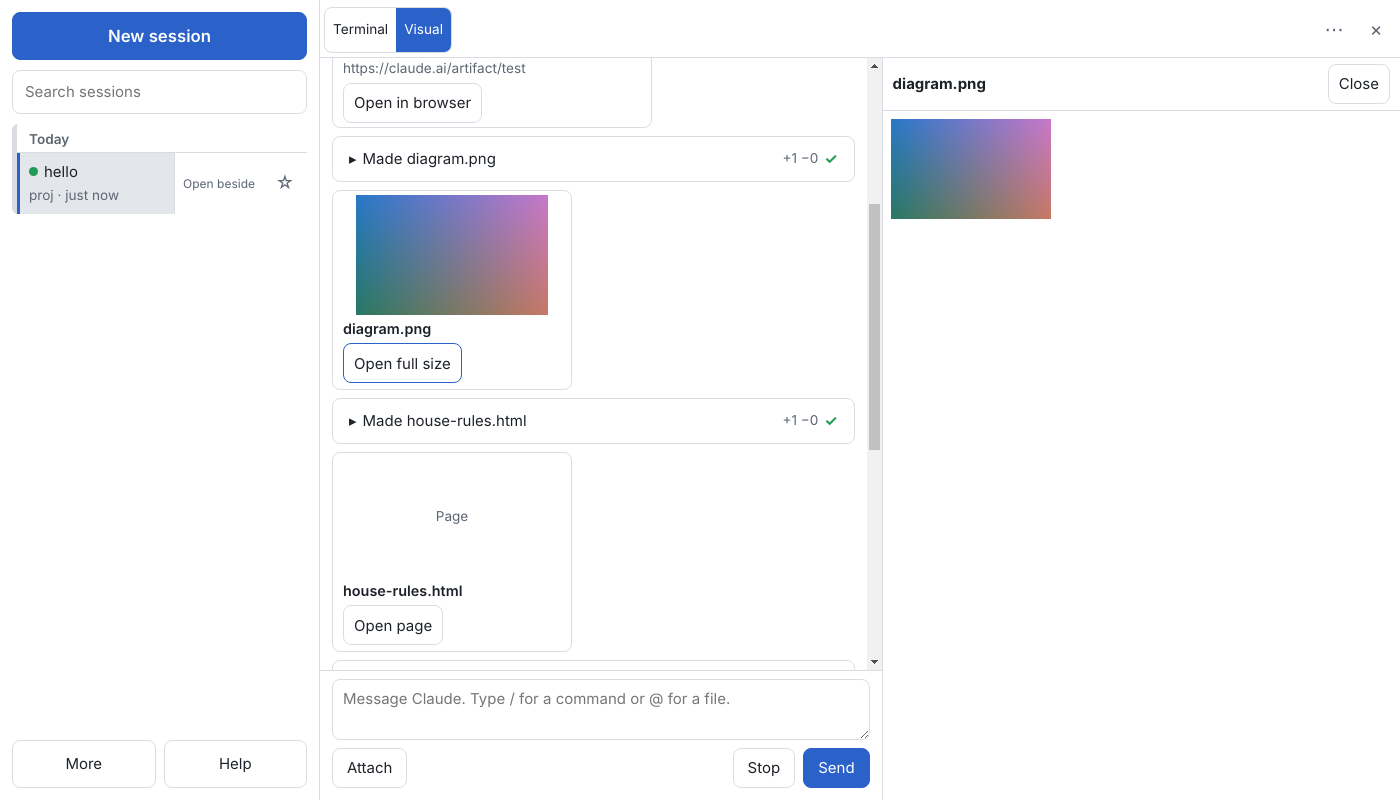 New session
Search sessions
Today
hello
proj · just now
Open beside
More
Help
Terminal
Visual
https://claude.ai/artifact/test
Open in browser
Made diagram.png
+1 −0
diagram.png
Open full size
Made house-rules.html
+1 −0
Page
house-rules.html
Open page
Message Claude. Type / for a command or @ for a file.
Attach
Stop
Send
diagram.png
Close